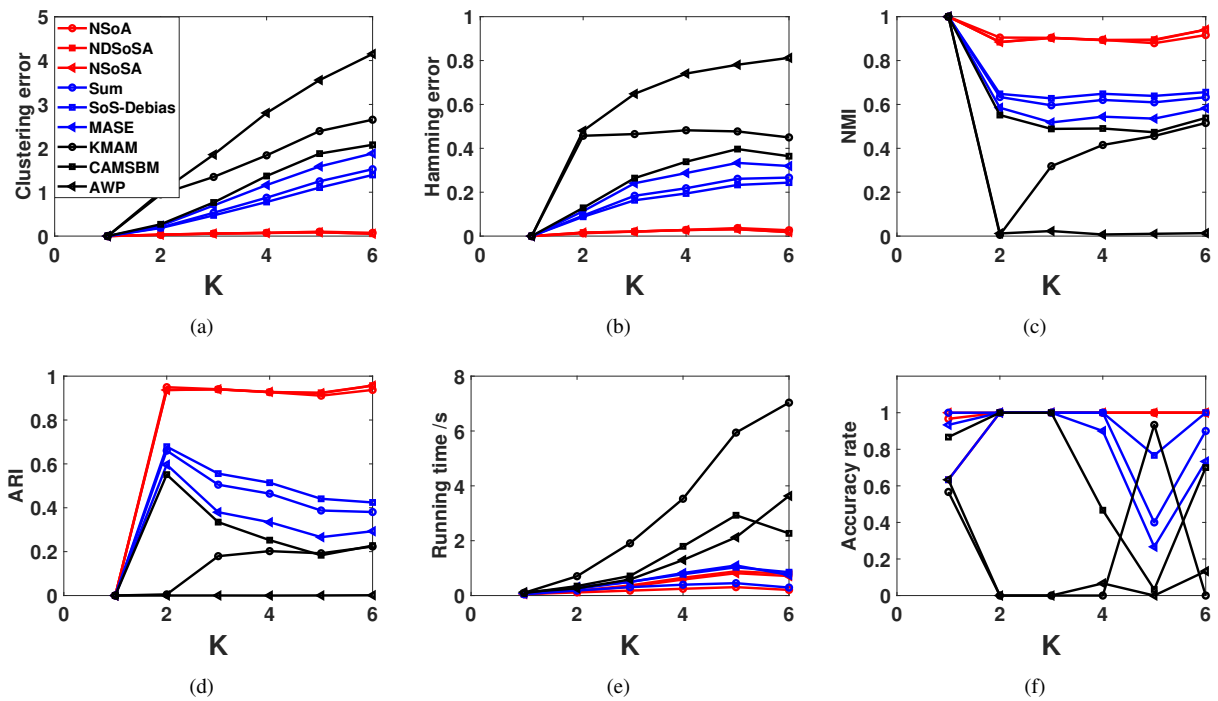 5
4
3
2
1
0
0
2
4
6
Clustering error
K
NSoA
NDSoSA
NSoSA
Sum
SoS-Debias
MASE
KMAM
CAMSBM
AWP
(a)
1
0.8
0.6
0.4
0.2
0
0
2
4
6
Hamming error
K
(b)
1
0.8
0.6
0.4
0.2
0
0
2
4
6
NMI
K
(c)
1
0.8
0.6
0.4
0.2
0
0
2
4
6
ARI
K
(d)
8
6
4
2
0
0
2
4
6
Running time /s
K
(e)
1
0.8
0.6
0.4
0.2
0
0
2
4
6
Accuracy rate
K
(f)